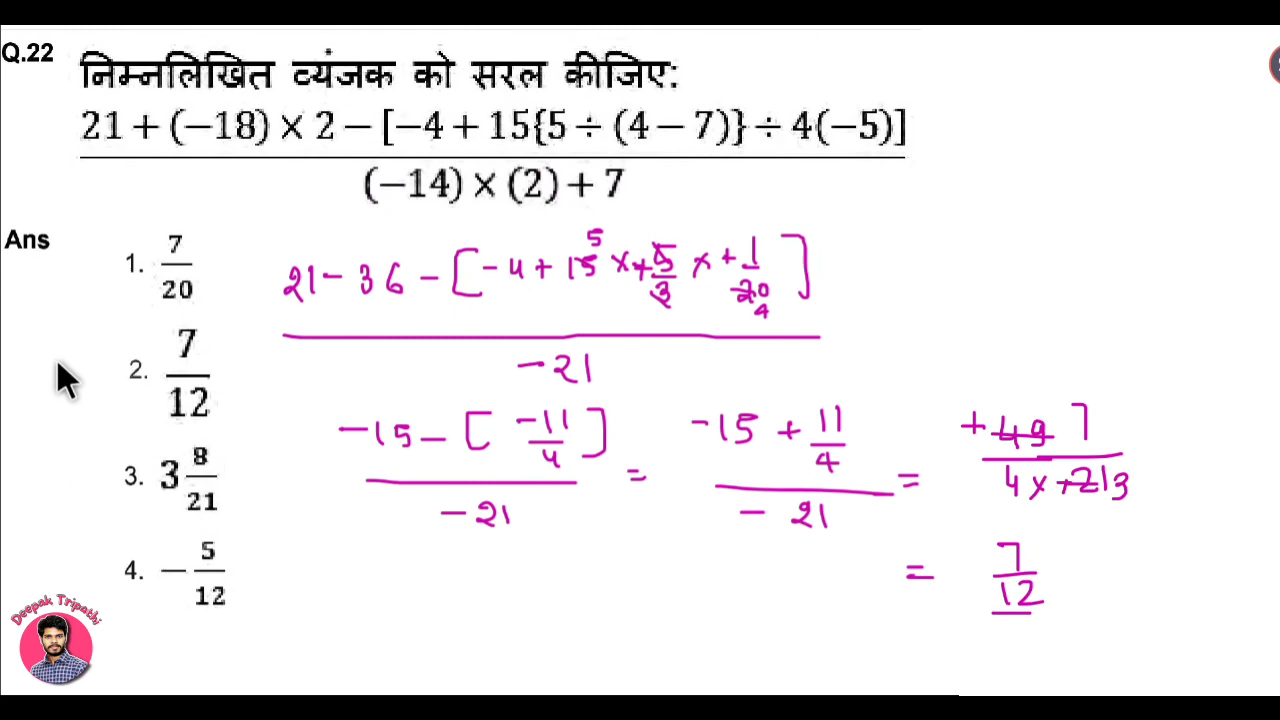 Q.22
निम्नलिखित व्यंजक को सरल कीजिए:
21 + (−18) × 2 − [−4 + 15{5 ÷ (4 − 7)} ÷ 4(−5)]
(−14) × (2) + 7
Ans
1. 7/20
2. 7/12
3. 3 8/21
4. − 5/12
21 − 36 − [ −4 + 15 5 × + 5/3 × + 1/20 4 ]
−21
−15 − [ −11/4 ] / −21 = −15 + 11/4 / − 21 = + 49 7 / 4 × + 21 3
= 7/12
Deepak Tripathi